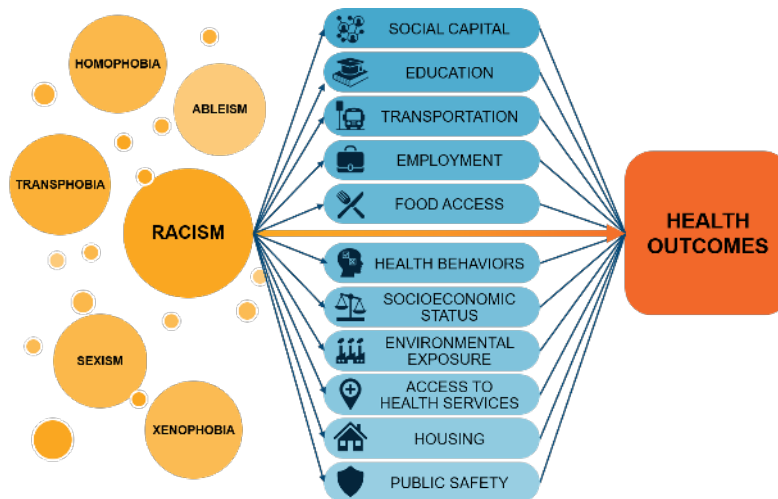 HOMOPHOBIA
ABLEISM
TRANSPHOBIA
RACISM
SEXISM
XENOPHOBIA
SOCIAL CAPITAL
EDUCATION
TRANSPORTATION
EMPLOYMENT
FOOD ACCESS
HEALTH BEHAVIORS
SOCIOECONOMIC
STATUS
ENVIRONMENTAL
EXPOSURE
ACCESS TO
HEALTH SERVICES
HOUSING
PUBLIC SAFETY
HEALTH
OUTCOMES